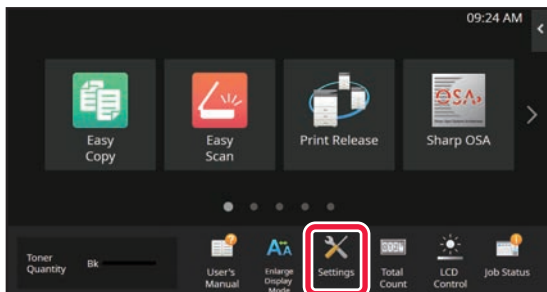 09:24 AM
Easy
Copy
Easy
Scan
Print Release
OSA
Sharp OSA
Toner
Quantity
Bk
User's
Manual
Enlarge
Display
Mode
Settings
Total
Count
LCD
Control
Job Status